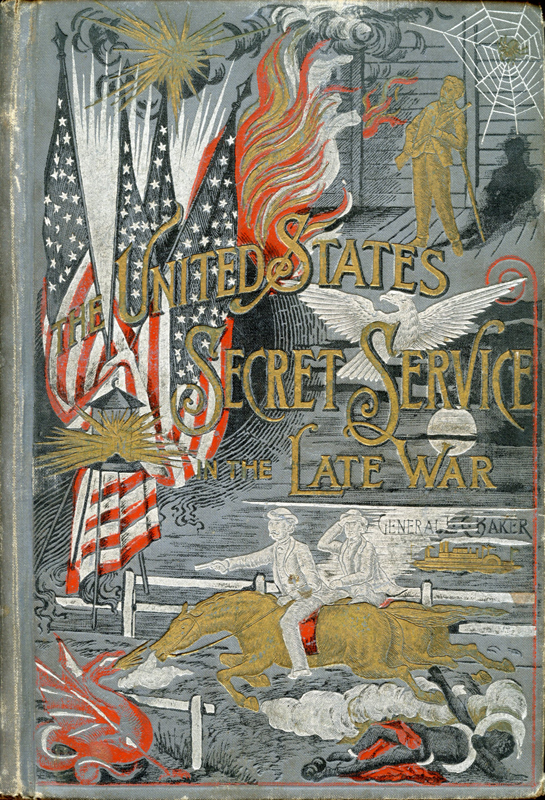 THE UNITED STATES
SECRET SERVICE
IN THE LATE WAR
GENERAL L C BAKER